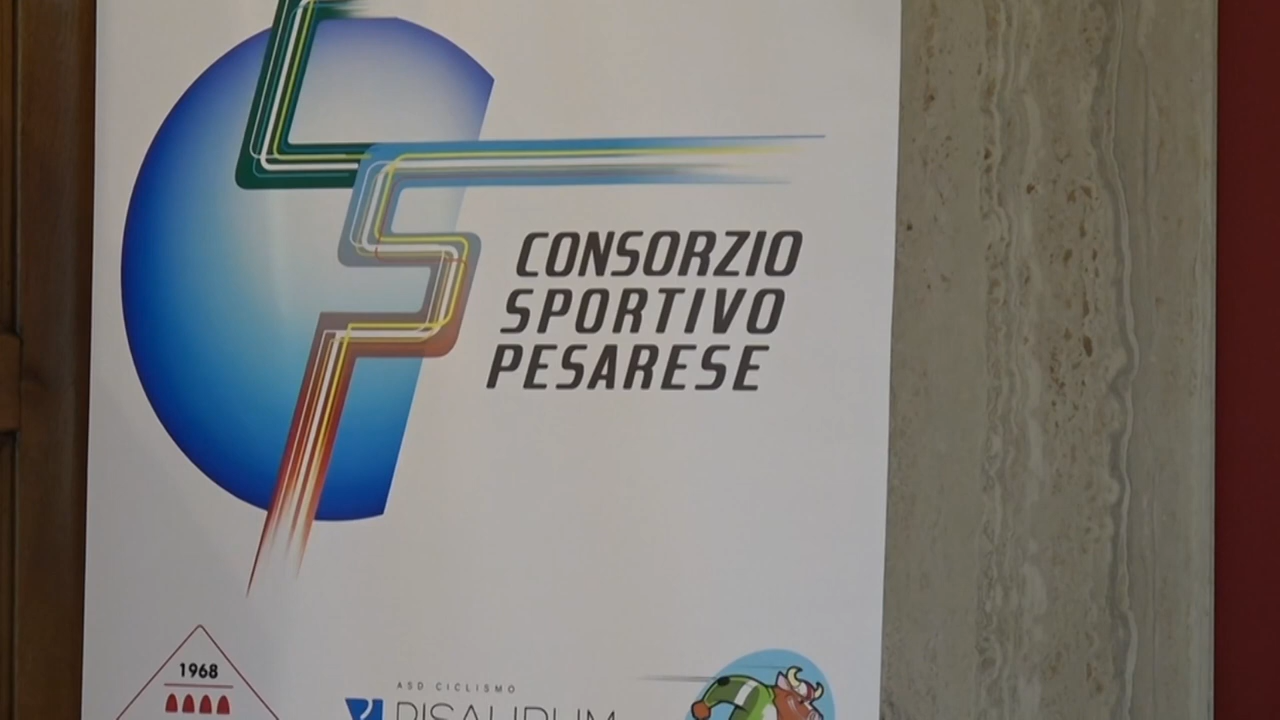 CONSORZIO
SPORTIVO
PESARESE
1968
ASD CICLISMO
PISAURUM